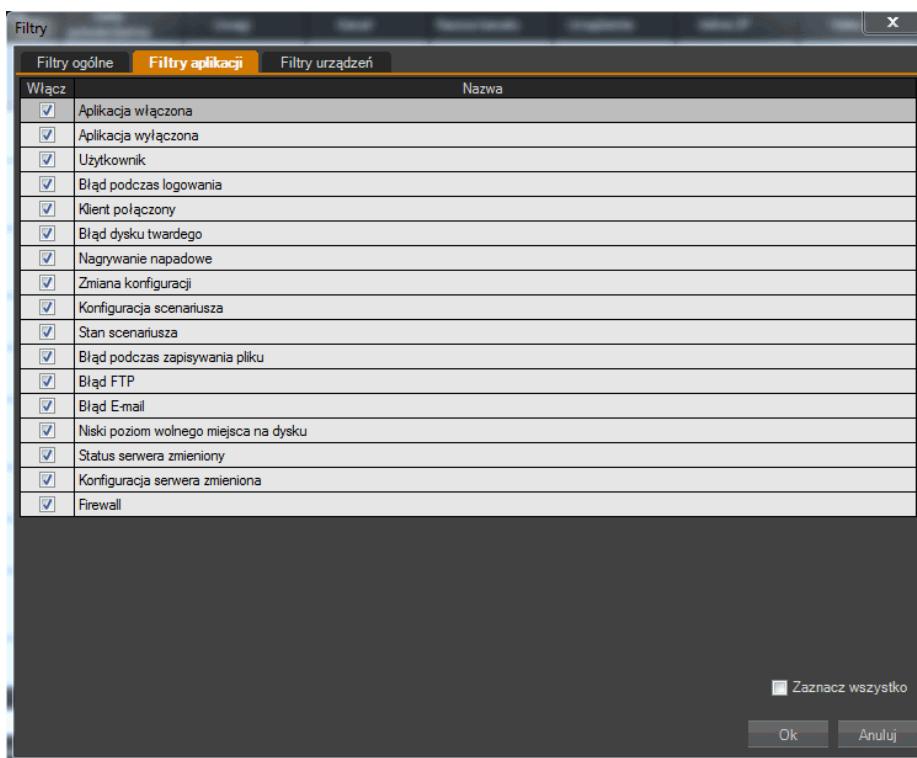 Filtry
x
Filtry ogólne Filtry aplikacji Filtry urządzeń
Włącz Nazwa
Aplikacja włączona
Aplikacja wyłączona
Użytkownik
Błąd podczas logowania
Klient połączony
Błąd dysku twardego
Nagrywanie napadowe
Zmiana konfiguracji
Konfiguracja scenariusza
Stan scenariusza
Błąd podczas zapisywania pliku
Błąd FTP
Błąd E-mail
Niski poziom wolnego miejsca na dysku
Status serwera zmieniony
Konfiguracja serwera zmieniona
Firewall
Zaznacz wszystko
Ok Anuluj